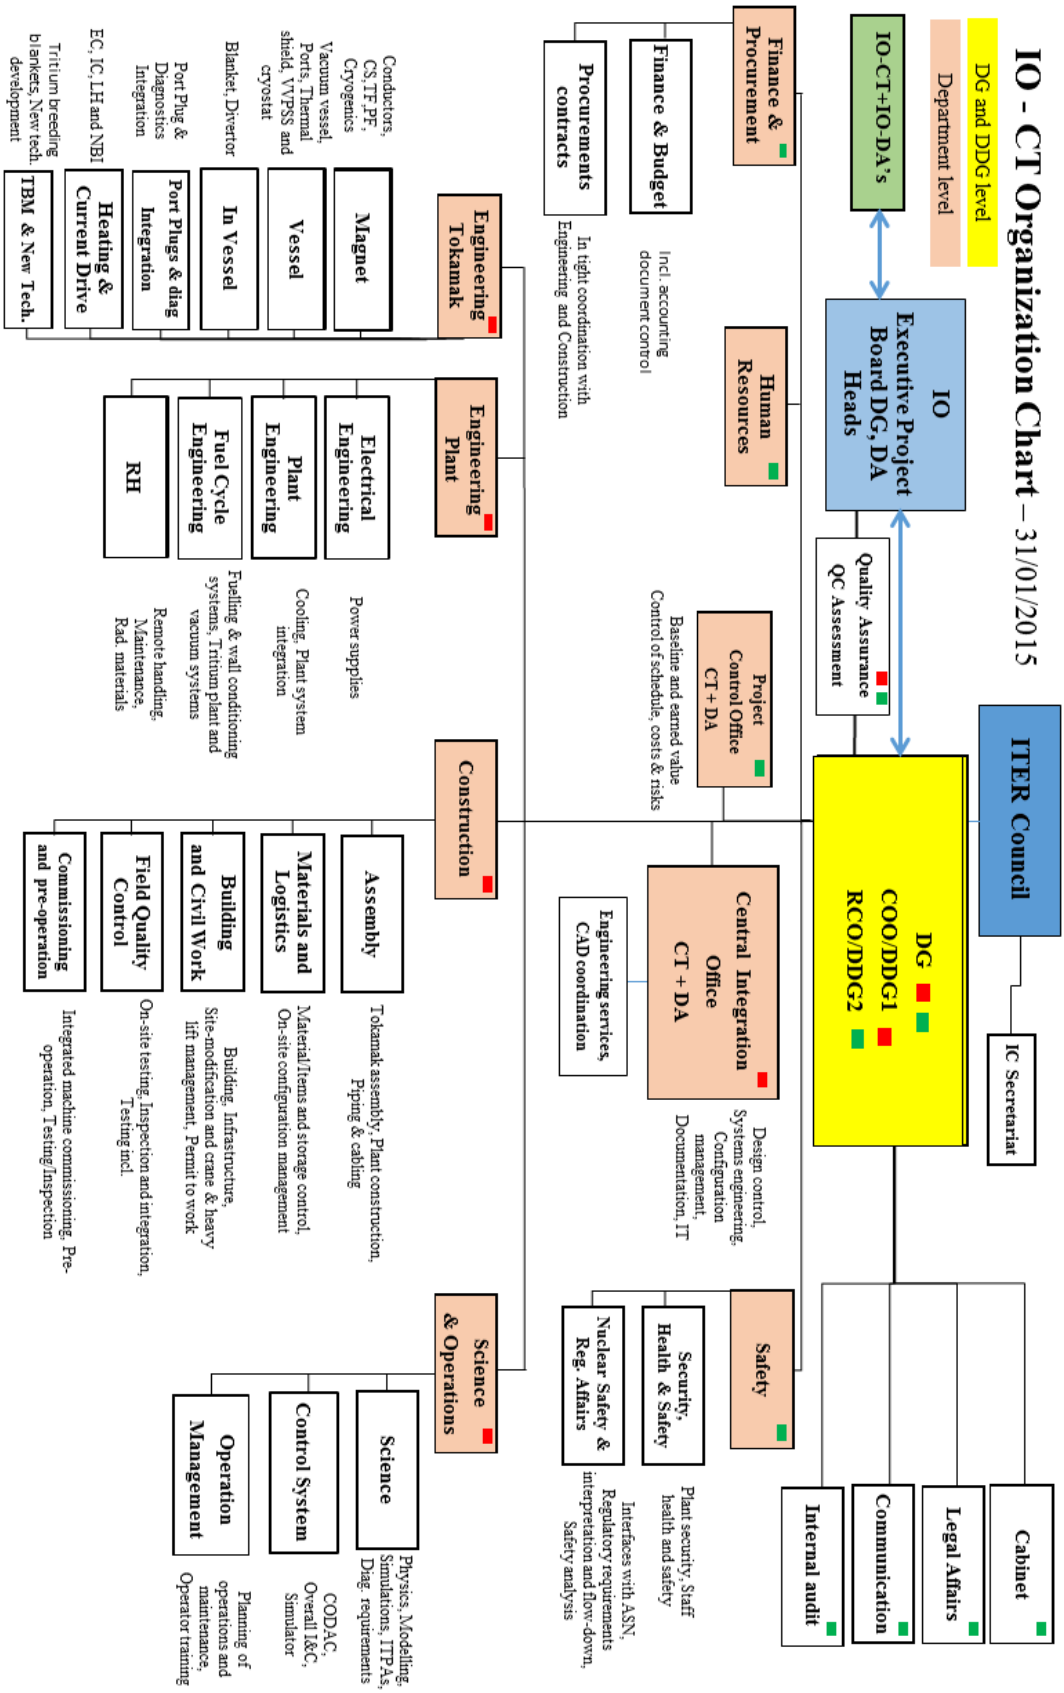 IO - CT Organization Chart – 31/01/2015
DG and DDG level
Department level
ITER Council
IC Secretariat
IO-CT+IO-DA's
IO
Executive Project
Board DG, DA
Heads
Quality Assurance
QC Assessment
DG
COO/DDG1
RCO/DDG2
Cabinet
Legal Affairs
Communication
Internal audit
Finance &
Procurement
Finance & Budget
Incl. accounting
document control
Procurements
contracts
In tight coordination with
Engineering and Construction
Human
Resources
Project
Control Office
CT + DA
Baseline and earned value
Control of schedule, costs & risks
Central Integration
Office
CT + DA
Design control,
Systems engineering,
Configuration
management,
Documentation, IT
Engineering services,
CAD coordination
Safety
Security,
Health & Safety
Plant security, Staff
health and safety
Nuclear Safety &
Reg. Affairs
Interfaces with ASN,
Regulatory requirements
interpretation and flow-down,
Safety analysis
Engineering
Tokamak
Conductors,
CS,TF,PF,
Cryogenics
Magnet
Vacuum vessel,
Ports, Thermal
shield, VVPSS and
cryostat
Vessel
Blanket, Divertor
In Vessel
Port Plug &
Diagnostics
Integration
Port Plugs & diag
Integration
EC, IC, LH and NBI
Heating &
Current Drive
Tritium breeding
blankets, New tech.
development
TBM & New Tech.
Engineering
Plant
Electrical
Engineering
Power supplies
Plant
Engineering
Cooling, Plant system
integration
Fuel Cycle
Engineering
Fuelling & wall conditioning
systems, Tritium plant and
vacuum systems
RH
Remote handling,
Maintenance,
Rad. materials
Construction
Assembly
Tokamak assembly, Plant construction,
Piping & cabling
Materials and
Logistics
Material/Items and storage control,
On-site configuration management
Building
and Civil Work
Building, Infrastructure,
Site-modification and crane & heavy
lift management, Permit to work
Field Quality
Control
On-site testing, Inspection and integration,
Testing incl.
Commissioning
and pre-operation
Integrated machine commissioning, Pre-
operation, Testing/Inspection
Science
& Operations
Science
Physics, Modelling,
Simulations, ITPAs,
Diag. requirements
Control System
CODAC,
Overall I&C,
Simulator
Operation
Management
Planning of
operations and
maintenance,
Operator training